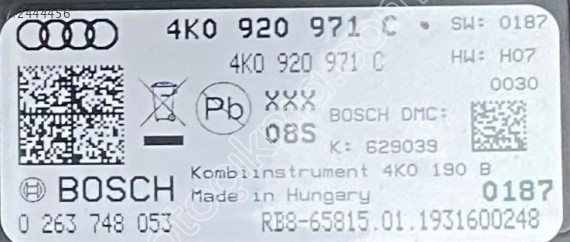 12444456
4K0 920 971 C SW: 0187
4K0 920 971 C HW: H07
0030
Pb XXX
08S
BOSCH DMC:
K: 629039
Kombiinstrument 4K0 190 B
BOSCH Made in Hungary 0187
0 263 748 053 RB8-65815.01.1931600248